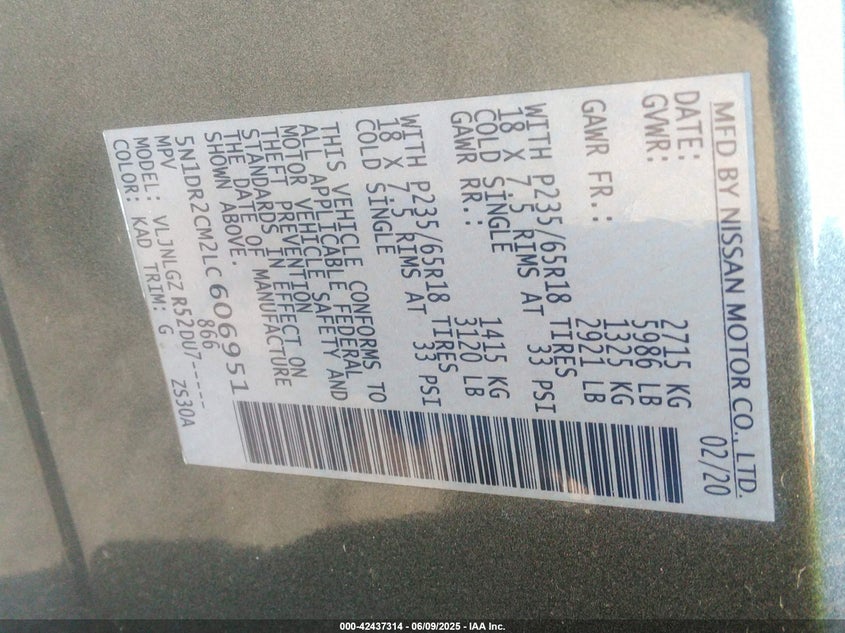 MFD BY NISSAN MOTOR CO., LTD.
DATE: 02/20
GVWR: 2715 KG
5986 LB
GAWR FR.: 1325 KG
2921 LB
WITH P235/65R18 TIRES
18 X 7.5 RIMS AT 33 PSI
COLD SINGLE
GAWR RR.: 1415 KG
3120 LB
WITH P235/65R18 TIRES
18 X 7.5 RIMS AT 33 PSI
COLD SINGLE
THIS VEHICLE CONFORMS TO
ALL APPLICABLE FEDERAL
MOTOR VEHICLE SAFETY AND
THEFT PREVENTION
STANDARDS IN EFFECT ON
THE DATE OF MANUFACTURE
SHOWN ABOVE.
5N1DR2CM2LC606951
MPV 866
MODEL: VLJNLGZ R52DU7-----
COLOR: KAD TRIM: G ZS30A
000-42437314 - 06/09/2025 - IAA Inc.